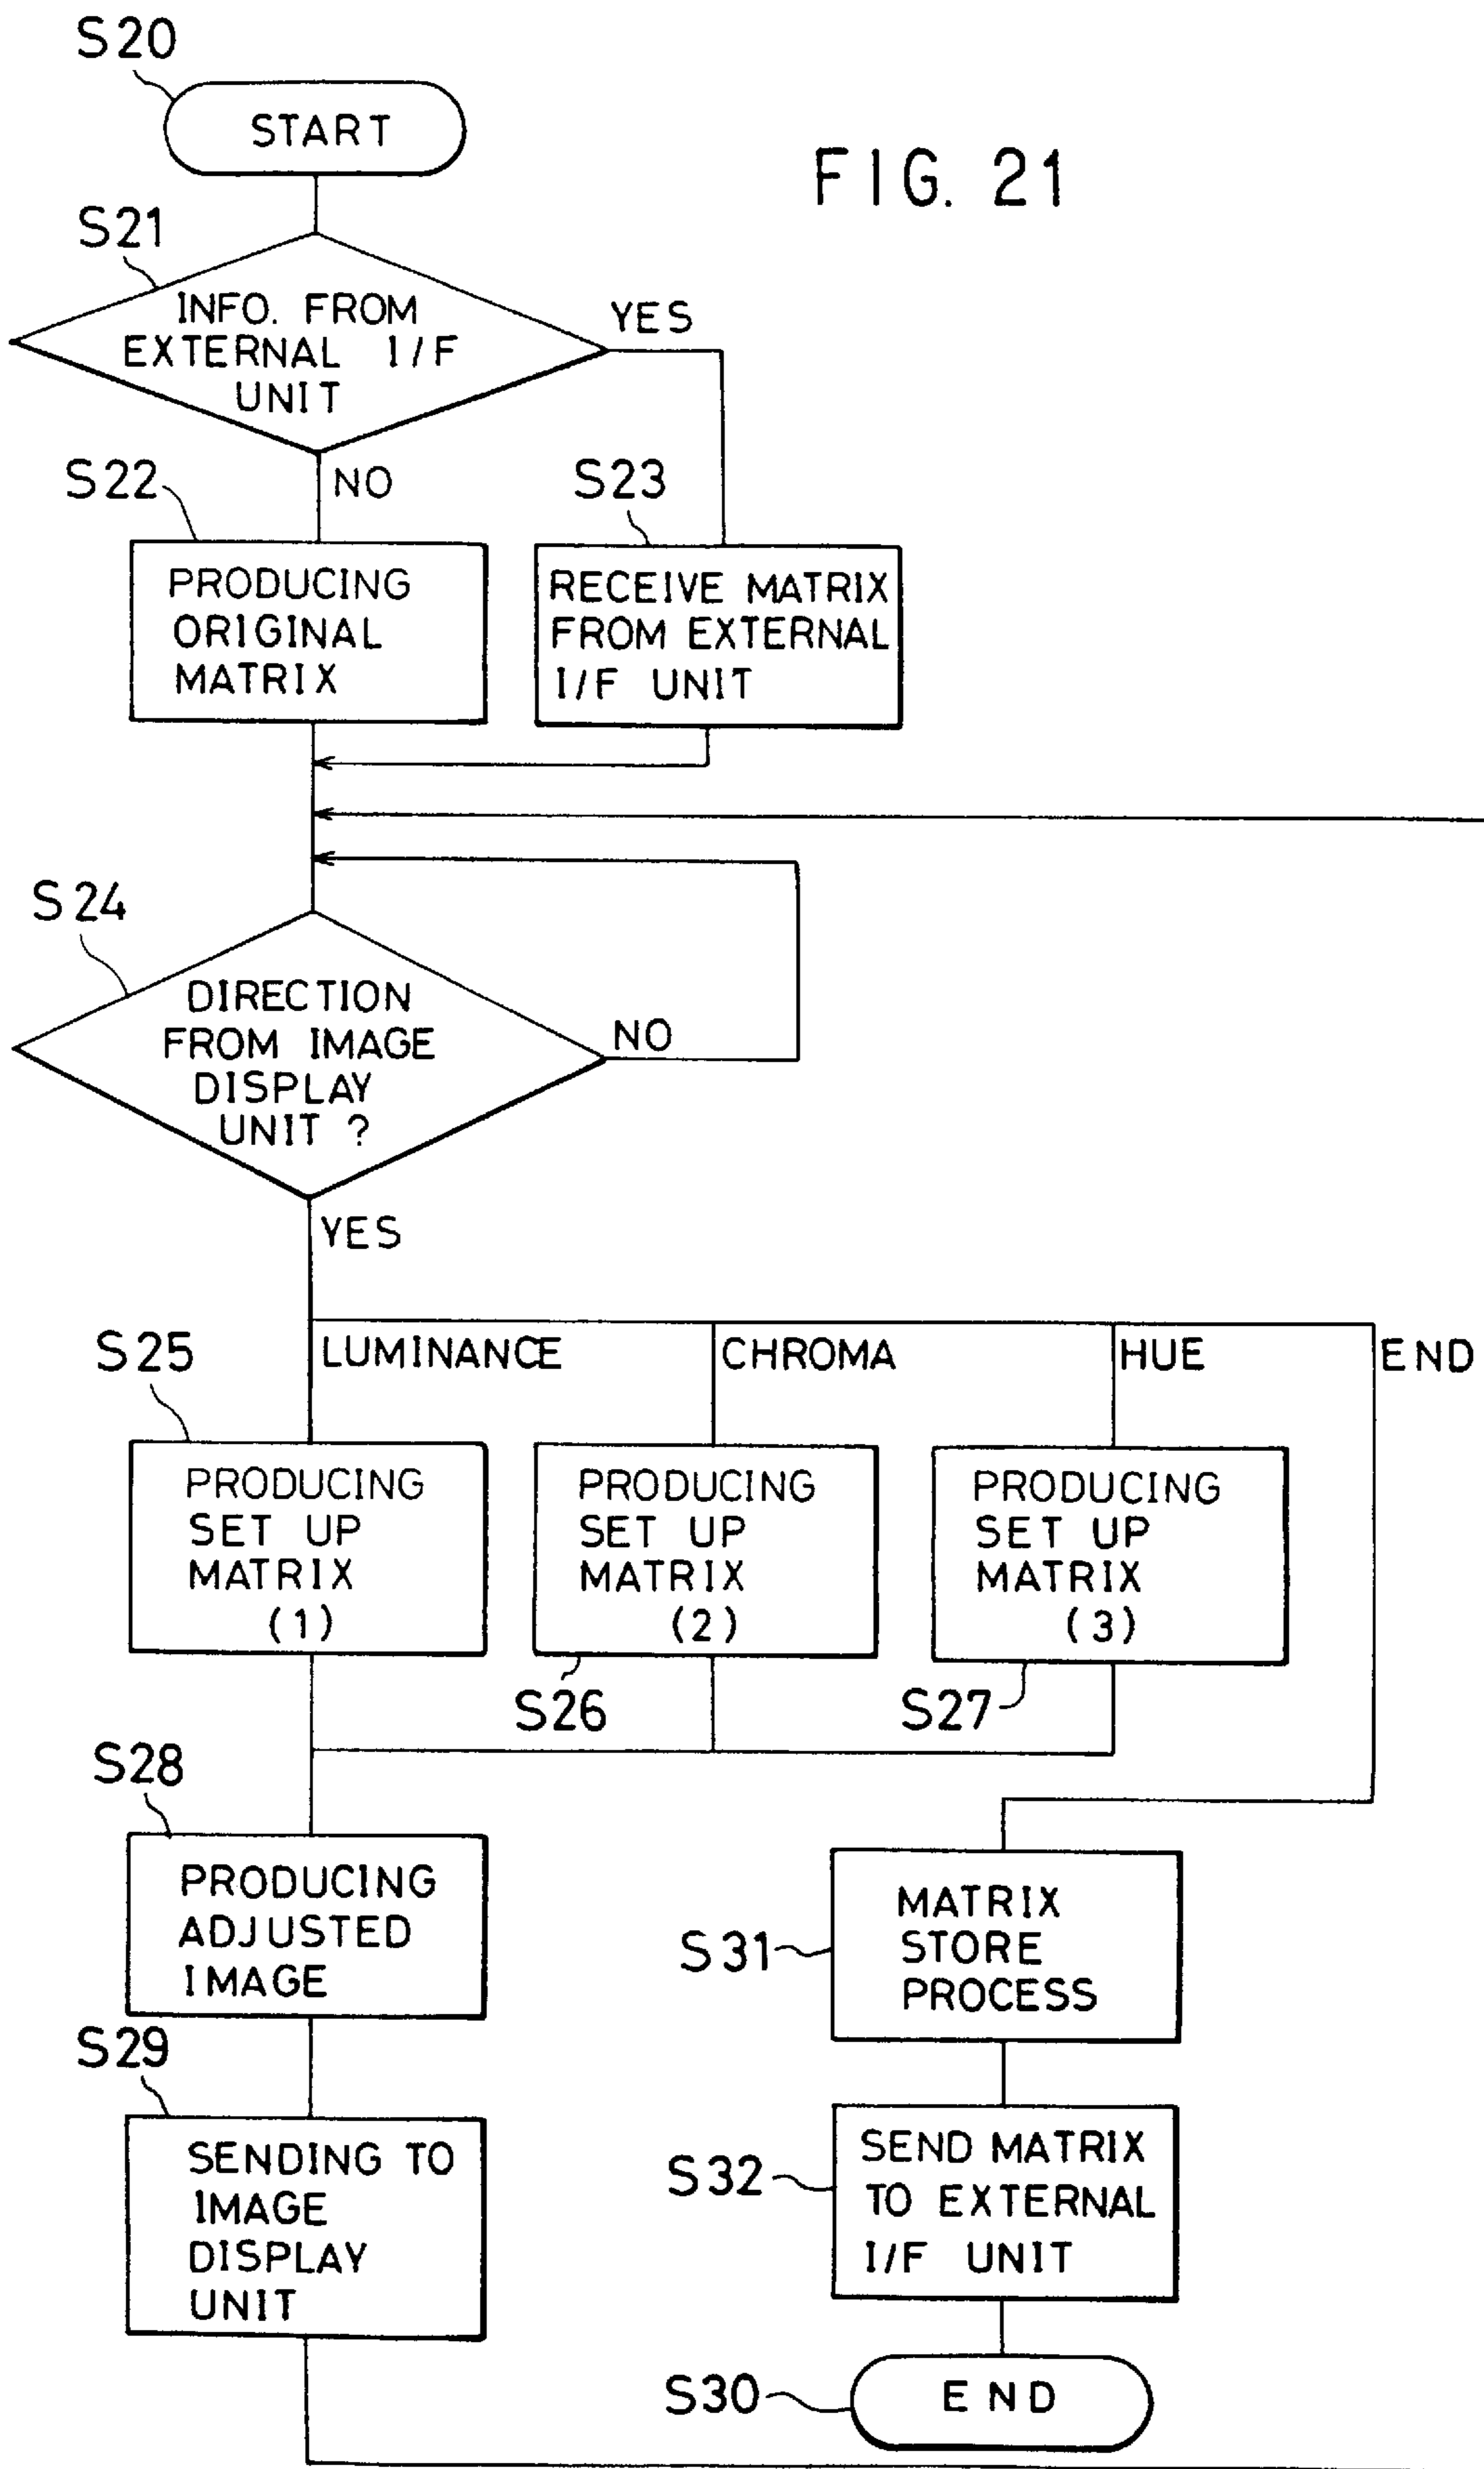 S20
START
FIG. 21
S21
INFO. FROM
EXTERNAL I/F
UNIT
YES
NO
S22
S23
PRODUCING
ORIGINAL
MATRIX
RECEIVE MATRIX
FROM EXTERNAL
I/F UNIT
S24
DIRECTION
FROM IMAGE
DISPLAY
UNIT ?
NO
YES
LUMINANCE
CHROMA
HUE
END
S25
PRODUCING
SET UP
MATRIX
(1)
PRODUCING
SET UP
MATRIX
(2)
PRODUCING
SET UP
MATRIX
(3)
S26
S27
S28
PRODUCING
ADJUSTED
IMAGE
S31
MATRIX
STORE
PROCESS
S29
SENDING TO
IMAGE
DISPLAY
UNIT
S32
SEND MATRIX
TO EXTERNAL
I/F UNIT
S30
END